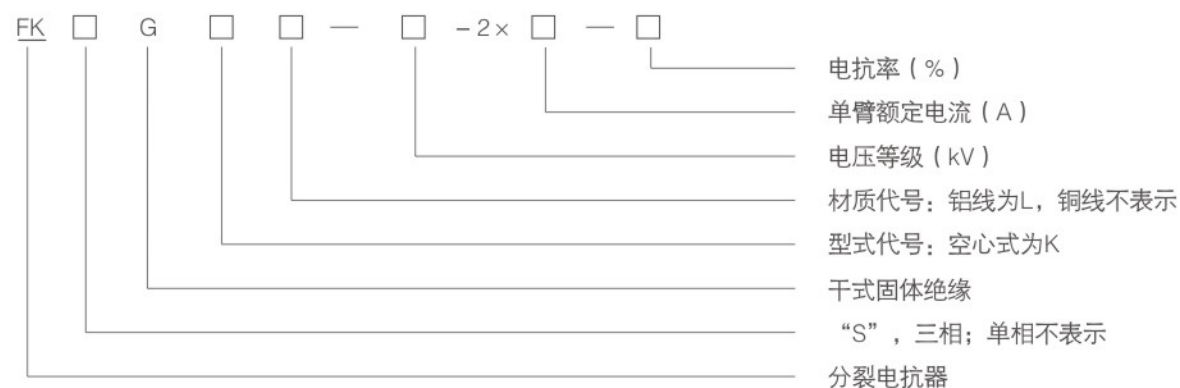 FK □ G □ □ — □ -2× □ — □
电抗率（%）
单臂额定电流（A）
电压等级（kV）
材质代号：铝线为L，铜线不表示
型式代号：空心式为K
干式固体绝缘
“S”，三相；单相不表示
分裂电抗器